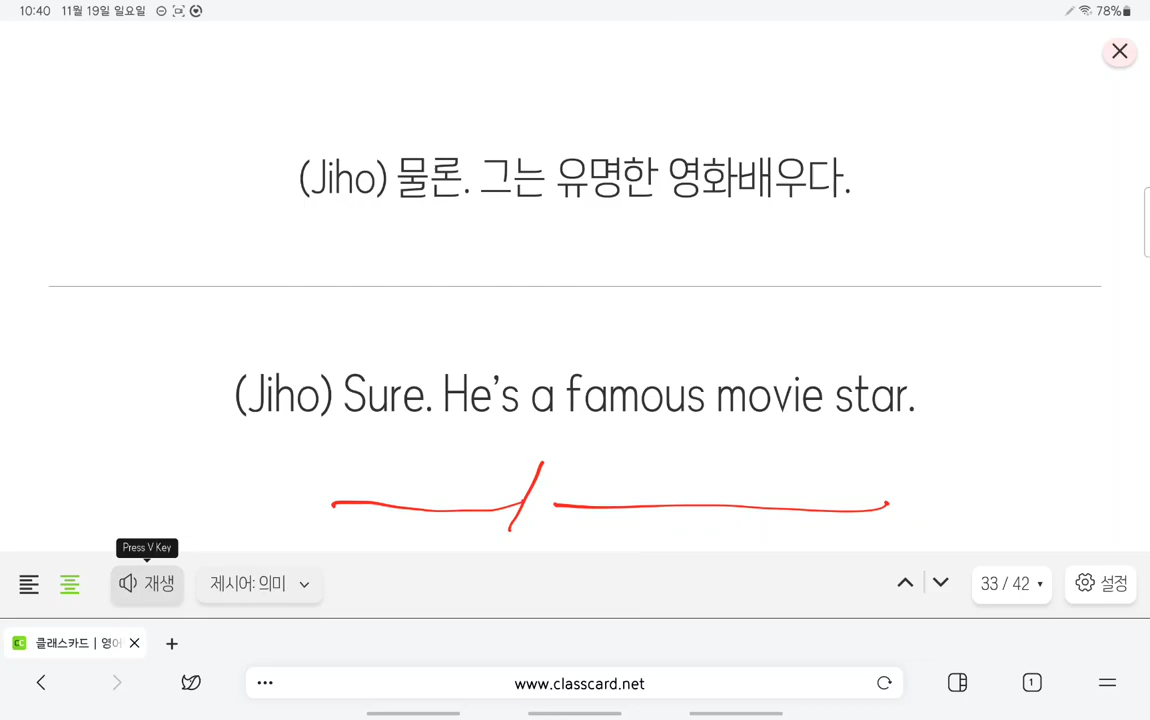 10:40 11월 19일 일요일 78%
(Jiho) 물론. 그는 유명한 영화배우다.
(Jiho) Sure. He's a famous movie star.
Press V Key
재생 제시어: 의미 33 / 42 설정
클래스카드 | 영어
www.classcard.net 1